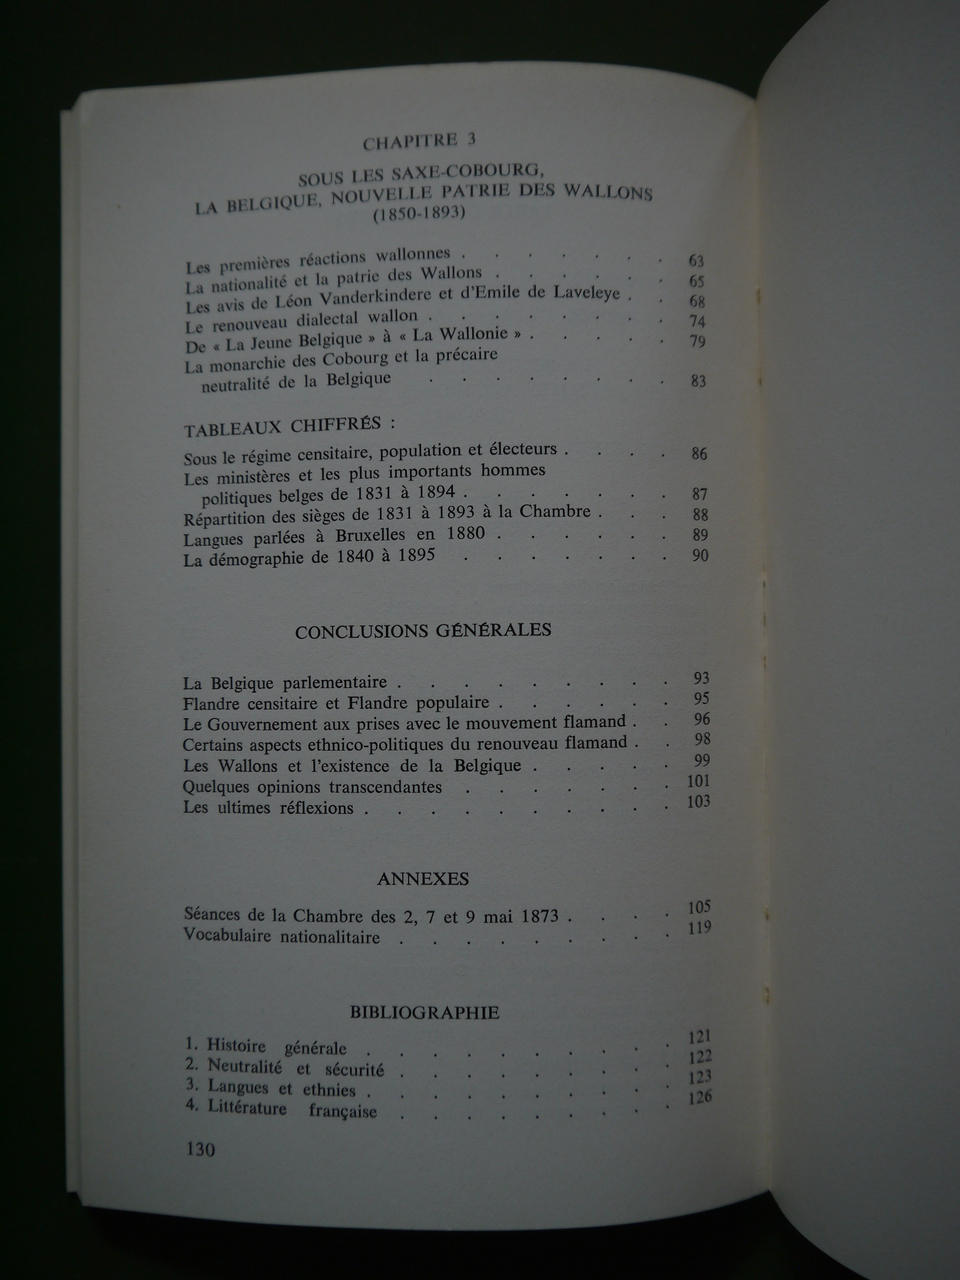 CHAPITRE 3
SOUS LES SAXE-COBOURG,
LA BELGIQUE, NOUVELLE PATRIE DES WALLONS
(1850-1893)
Les premières réactions wallonnes . . . . . . . 63
La nationalité et la patrie des Wallons . . . . . . 65
Les avis de Léon Vanderkindere et d'Emile de Laveleye . . 68
Le renouveau dialectal wallon . . . . . . . . 74
De « La Jeune Belgique » à « La Wallonie » . . . . . 79
La monarchie des Cobourg et la précaire
neutralité de la Belgique . . . . . . . . 83
TABLEAUX CHIFFRÉS :
Sous le régime censitaire, population et électeurs . . . . 86
Les ministères et les plus importants hommes
politiques belges de 1831 à 1894 . . . . . . . 87
Répartition des sièges de 1831 à 1893 à la Chambre . . . 88
Langues parlées à Bruxelles en 1880 . . . . . . 89
La démographie de 1840 à 1895 . . . . . . . 90
CONCLUSIONS GÉNÉRALES
La Belgique parlementaire . . . . . . . . . 93
Flandre censitaire et Flandre populaire . . . . . . 95
Le Gouvernement aux prises avec le mouvement flamand . . 96
Certains aspects ethnico-politiques du renouveau flamand . . 98
Les Wallons et l'existence de la Belgique . . . . . 99
Quelques opinions transcendantes . . . . . . . 101
Les ultimes réflexions . . . . . . . . . . 103
ANNEXES
Séances de la Chambre des 2, 7 et 9 mai 1873 . . . . 105
Vocabulaire nationalitaire . . . . . . . . . 119
BIBLIOGRAPHIE
1. Histoire générale . . . . . . . . . . 121
2. Neutralité et sécurité . . . . . . . . . 122
3. Langues et ethnies . . . . . . . . . . 123
4. Littérature française . . . . . . . . . 126
130